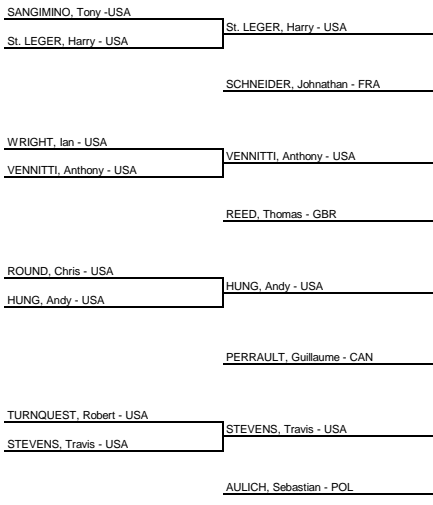 SANGIMINO, Tony -USA
St. LEGER, Harry - USA
St. LEGER, Harry - USA
SCHNEIDER, Johnathan - FRA
WRIGHT, Ian - USA
VENNITTI, Anthony - USA
VENNITTI, Anthony - USA
REED, Thomas - GBR
ROUND, Chris - USA
HUNG, Andy - USA
HUNG, Andy - USA
PERRAULT, Guillaume - CAN
TURNQUEST, Robert - USA
STEVENS, Travis - USA
STEVENS, Travis - USA
AULICH, Sebastian - POL